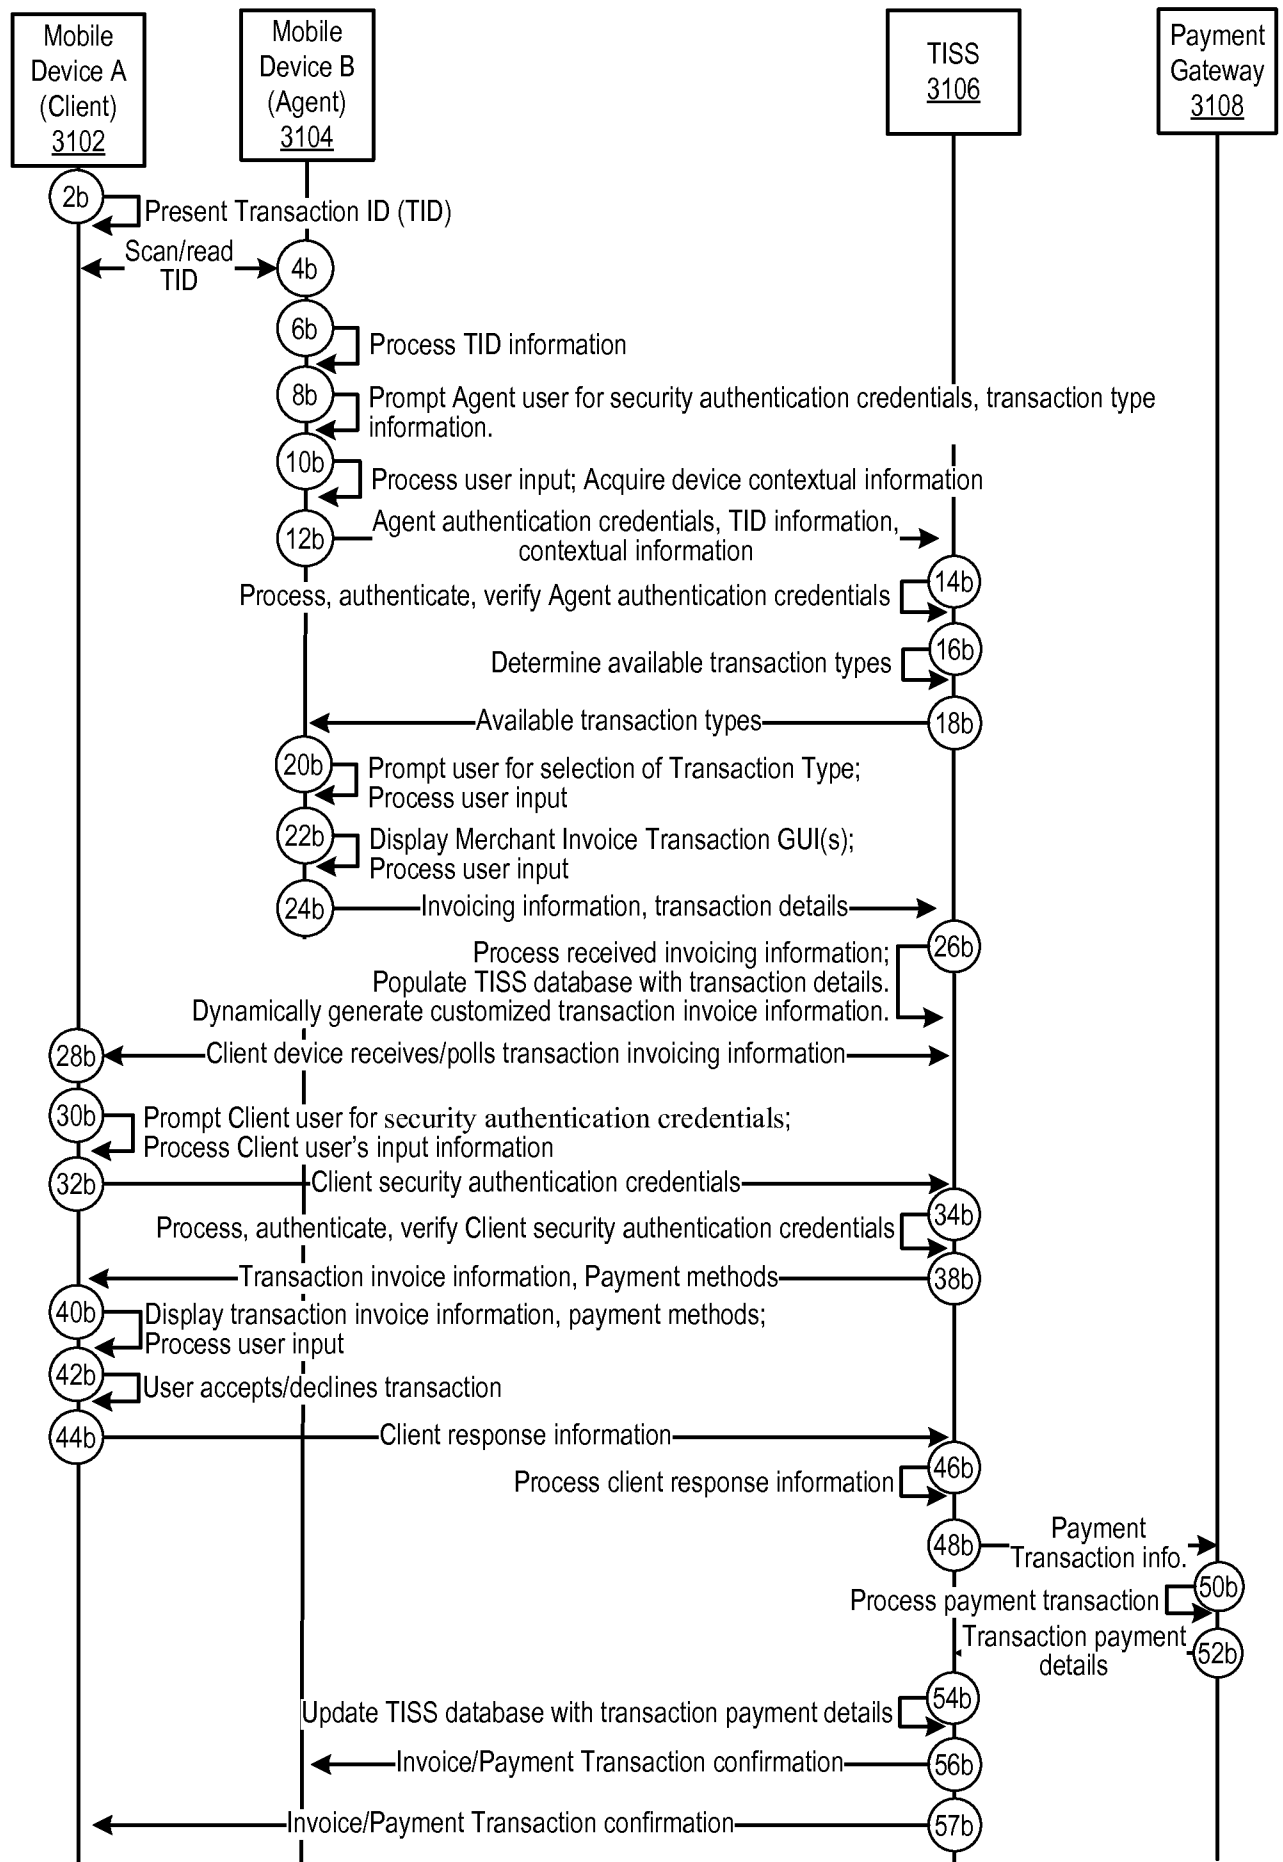 Mobile
Device A
(Client)
3102
Mobile
Device B
(Agent)
3104
TISS
3106
Payment
Gateway
3108
2b
Present Transaction ID (TID)
Scan/read
TID
4b
6b
Process TID information
8b
Prompt Agent user for security authentication credentials, transaction type
information.
10b
Process user input; Acquire device contextual information
12b
Agent authentication credentials, TID information,
contextual information
14b
Process, authenticate, verify Agent authentication credentials
16b
Determine available transaction types
Available transaction types
18b
20b
Prompt user for selection of Transaction Type;
Process user input
22b
Display Merchant Invoice Transaction GUI(s);
Process user input
24b
Invoicing information, transaction details
26b
Process received invoicing information;
Populate TISS database with transaction details.
Dynamically generate customized transaction invoice information.
28b
Client device receives/polls transaction invoicing information
30b
Prompt Client user for security authentication credentials;
Process Client user's input information
32b
Client security authentication credentials
34b
Process, authenticate, verify Client security authentication credentials
Transaction invoice information, Payment methods
38b
40b
Display transaction invoice information, payment methods;
Process user input
42b
User accepts/declines transaction
44b
Client response information
46b
Process client response information
48b
Payment
Transaction info.
50b
Process payment transaction
Transaction payment
details
52b
54b
Update TISS database with transaction payment details
Invoice/Payment Transaction confirmation
56b
Invoice/Payment Transaction confirmation
57b